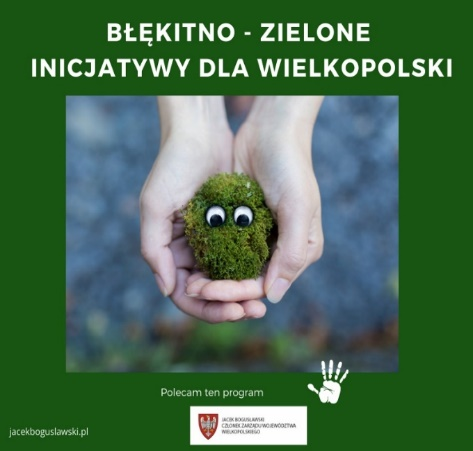 BŁĘKITNO - ZIELONE
INICJATYWY DLA WIELKOPOLSKI
Polecam ten program
JACEK BOGUSŁAWSKI
CZŁONEK ZARZĄDU WOJEWÓDZTWA
WIELKOPOLSKIEGO
jacekboguslawski.pl